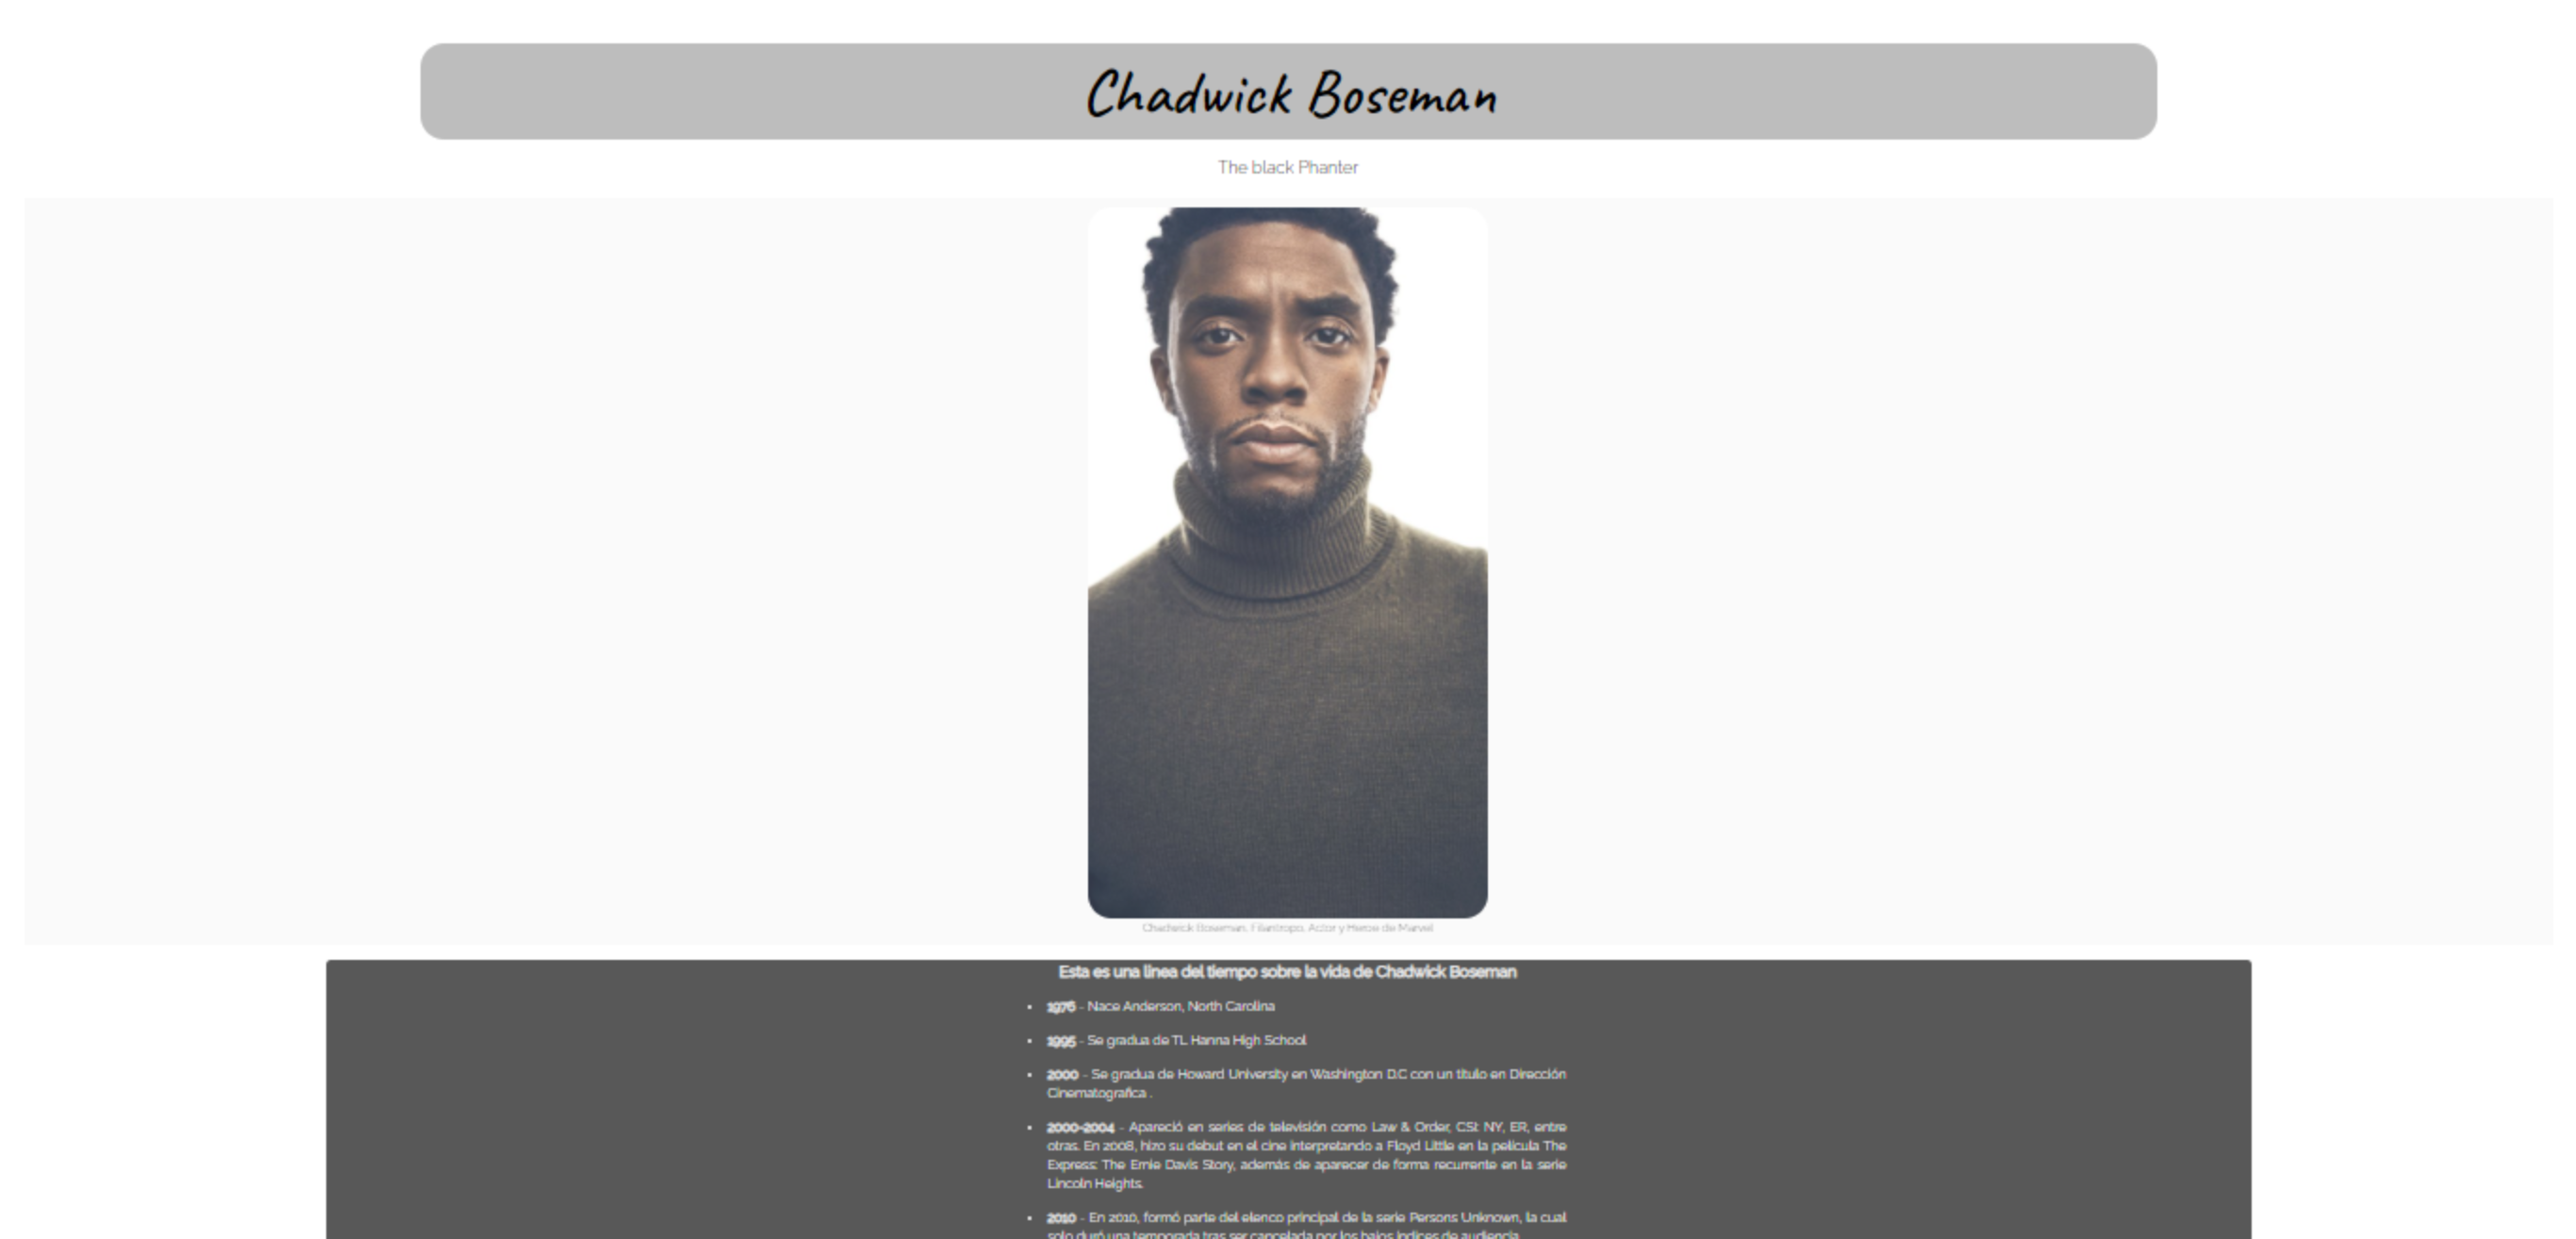 Chadwick Boseman
The black Phanter
Chadwick Boseman, Filantropo, Actor y Heroe de Marvel
Esta es una linea del tiempo sobre la vida de Chadwick Boseman
• 1976 - Nace Anderson, North Carolina
• 1995 - Se gradua de TL Hanna High School
• 2000 - Se gradua de Howard University en Washington D.C con un titulo en Dirección
Cinematografica .
• 2000-2004 - Apareció en series de televisión como Law & Order, CSI: NY, ER, entre
otras. En 2008, hizo su debut en el cine interpretando a Floyd Little en la película The
Express: The Ernie Davis Story, además de aparecer de forma recurrente en la serie
Lincoln Heights.
• 2010 - En 2010, formó parte del elenco principal de la serie Persons Unknown, la cual
solo duró una temporada tras ser cancelada por los bajos índices de audiencia.